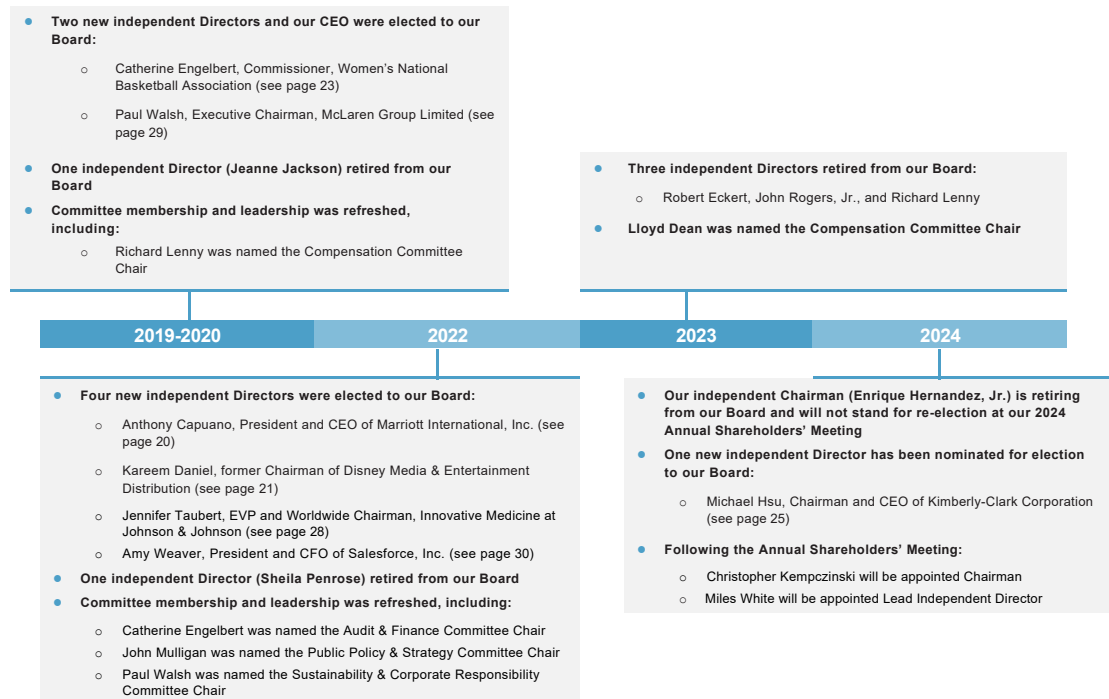 ● Two new independent Directors and our CEO were elected to our
Board:
○ Catherine Engelbert, Commissioner, Women’s National
Basketball Association (see page 23)
○ Paul Walsh, Executive Chairman, McLaren Group Limited (see
page 29)
● One independent Director (Jeanne Jackson) retired from our
Board
● Committee membership and leadership was refreshed,
including:
○ Richard Lenny was named the Compensation Committee
Chair
● Three independent Directors retired from our Board:
○ Robert Eckert, John Rogers, Jr., and Richard Lenny
● Lloyd Dean was named the Compensation Committee Chair
2019-2020
2022
2023
2024
● Four new independent Directors were elected to our Board:
○ Anthony Capuano, President and CEO of Marriott International, Inc. (see
page 20)
○ Kareem Daniel, former Chairman of Disney Media & Entertainment
Distribution (see page 21)
○ Jennifer Taubert, EVP and Worldwide Chairman, Innovative Medicine at
Johnson & Johnson (see page 28)
○ Amy Weaver, President and CFO of Salesforce, Inc. (see page 30)
● One independent Director (Sheila Penrose) retired from our Board
● Committee membership and leadership was refreshed, including:
○ Catherine Engelbert was named the Audit & Finance Committee Chair
○ John Mulligan was named the Public Policy & Strategy Committee Chair
○ Paul Walsh was named the Sustainability & Corporate Responsibility
Committee Chair
● Our independent Chairman (Enrique Hernandez, Jr.) is retiring
from our Board and will not stand for re-election at our 2024
Annual Shareholders’ Meeting
● One new independent Director has been nominated for election
to our Board:
○ Michael Hsu, Chairman and CEO of Kimberly-Clark Corporation
(see page 25)
● Following the Annual Shareholders’ Meeting:
○ Christopher Kempczinski will be appointed Chairman
○ Miles White will be appointed Lead Independent Director